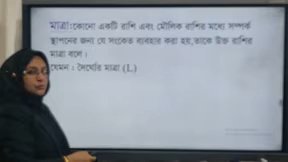 মাত্রা:কোনো একটি রাশি এবং মৌলিক রাশির মধ্যে সম্পর্ক
স্থাপনের জন্য যে সংকেত ব্যবহার করা হয়,তাকে উক্ত রাশির
মাত্রা বলে।
যেমন। দৈর্ঘ্যের মাত্রা (L)